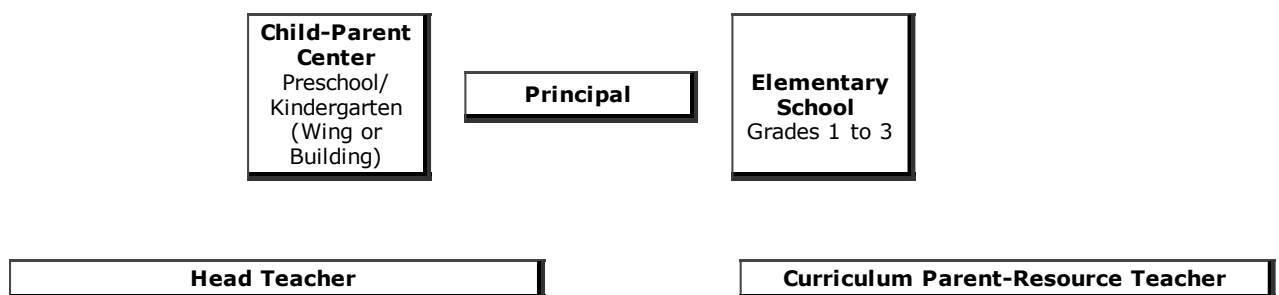 Child-Parent
Center
Preschool/
Kindergarten
(Wing or
Building)
Principal
Elementary
School
Grades 1 to 3
Head Teacher
Curriculum Parent-Resource Teacher